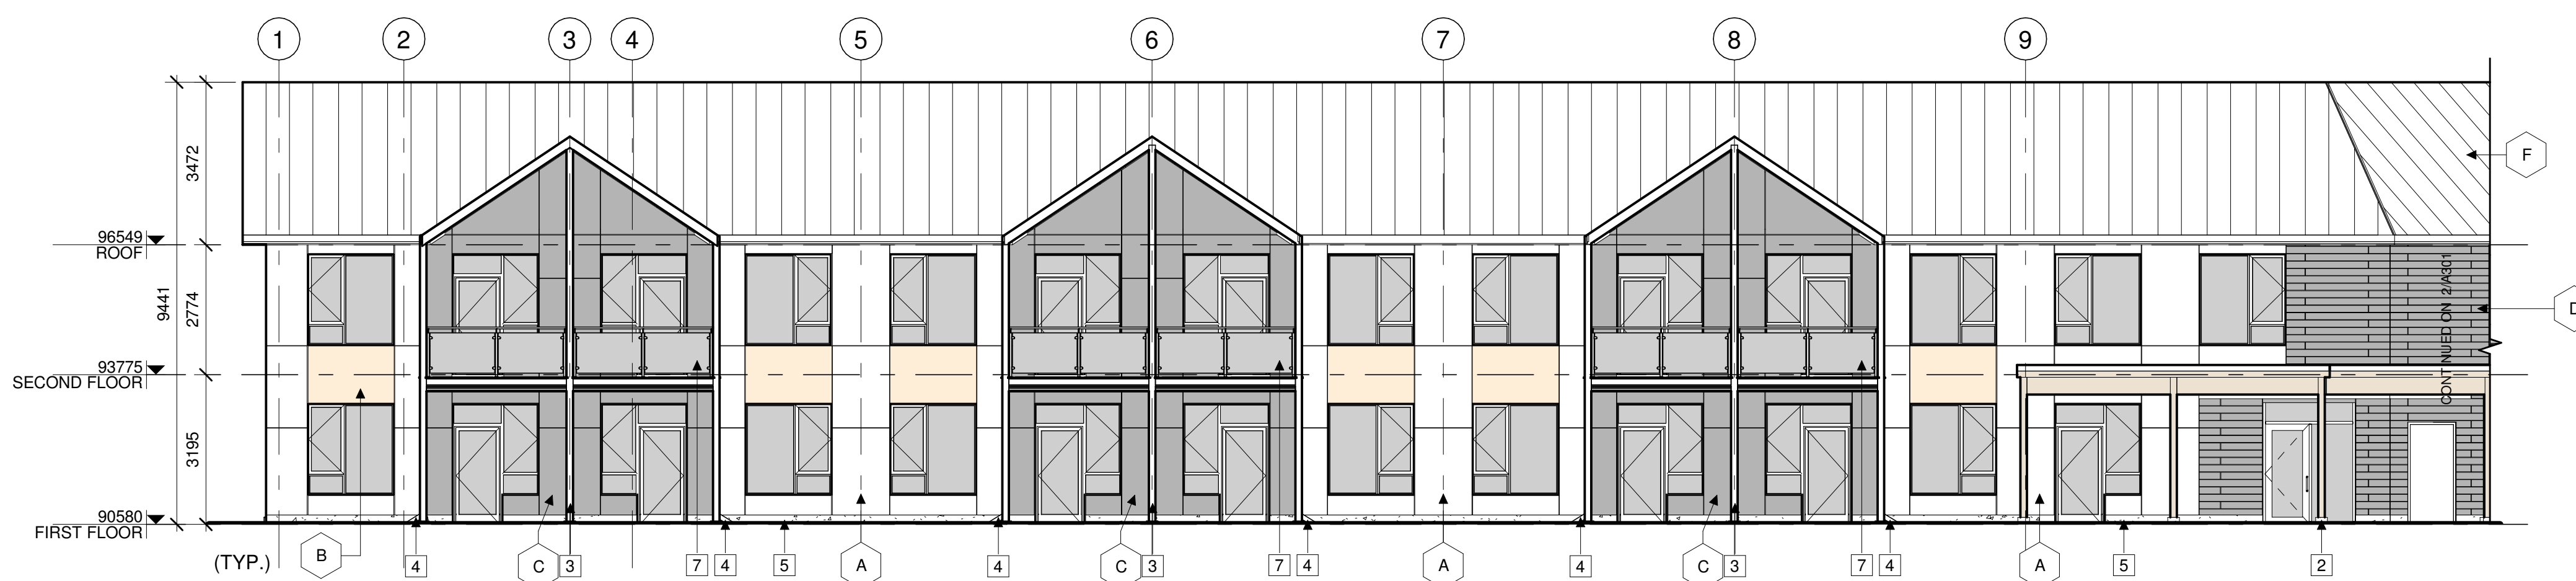 1 2 3 4 5 6 7 8 9
3472
F
96549
ROOF
9441
2774
CONTINUED ON 2/A301
D
93775
SECOND FLOOR
3195
90580
FIRST FLOOR
(TYP.) B 4 C 3 7 4 5 A 4 C 3 7 4 A 4 C 3 7 4 A 5 2